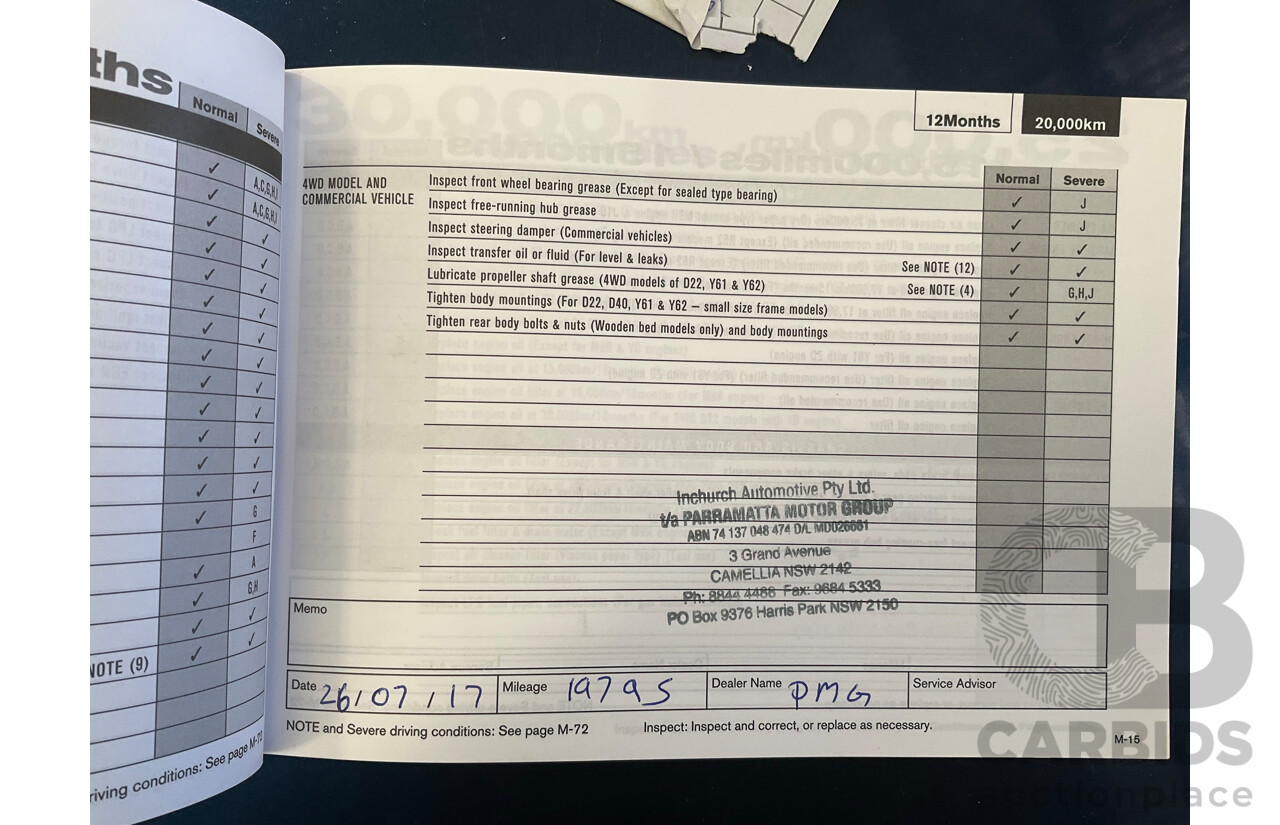 ths
Normal
Severe
✓ A,C,G,H,I
✓ A,C,G,H,I
✓ ✓
✓ ✓
✓ ✓
✓ ✓
✓ ✓
✓ ✓
✓ ✓
✓ ✓
✓ ✓
✓ ✓
✓ ✓
✓ G
F
✓ A
✓ G,H
✓ ✓
NOTE (9) ✓ ✓
riving conditions: See page M-72
12Months 20,000km
Normal Severe
4WD MODEL AND
COMMERCIAL VEHICLE
Inspect front wheel bearing grease (Except for sealed type bearing) ✓ J
Inspect free-running hub grease ✓ J
Inspect steering damper (Commercial vehicles) ✓ ✓
Inspect transfer oil or fluid (For level & leaks) See NOTE (12) ✓ ✓
Lubricate propeller shaft grease (4WD models of D22, Y61 & Y62) See NOTE (4) ✓ G,H,J
Tighten body mountings (For D22, D40, Y61 & Y62 – small size frame models) ✓ ✓
Tighten rear body bolts & nuts (Wooden bed models only) and body mountings ✓ ✓
Inchurch Automotive Pty Ltd.
t/a PARRAMATTA MOTOR GROUP
ABN 74 137 048 474 D/L MD026681
3 Grand Avenue
CAMELLIA NSW 2142
Ph: 8844 4488 Fax: 9684 5333
PO Box 9376 Harris Park NSW 2150
Memo
Date 26/07/17 Mileage 19795 Dealer Name PMG Service Advisor
NOTE and Severe driving conditions: See page M-72 Inspect: Inspect and correct, or replace as necessary.
M-15
CB
CARBIDS
auctionplace